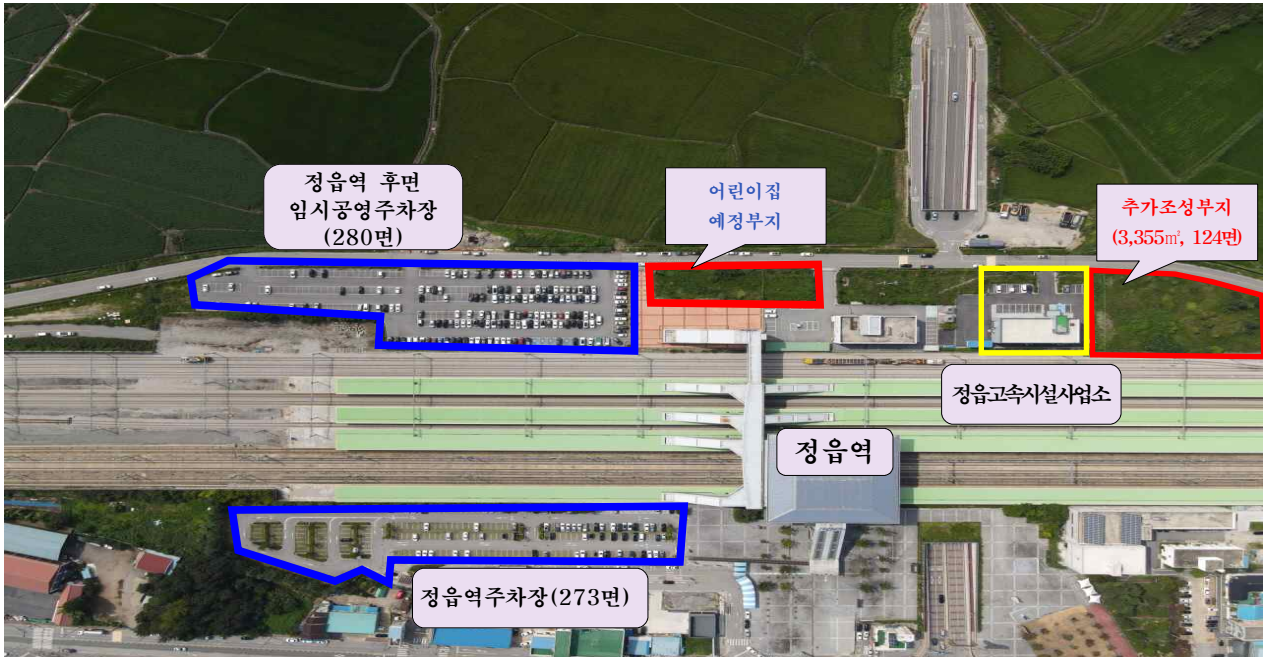 정읍역 후면
임시공영주차장
(280면)
어린이집
예정부지
추가조성부지
(3,355㎡, 124면)
정읍고속시설사업소
정읍역
정읍역주차장(273면)